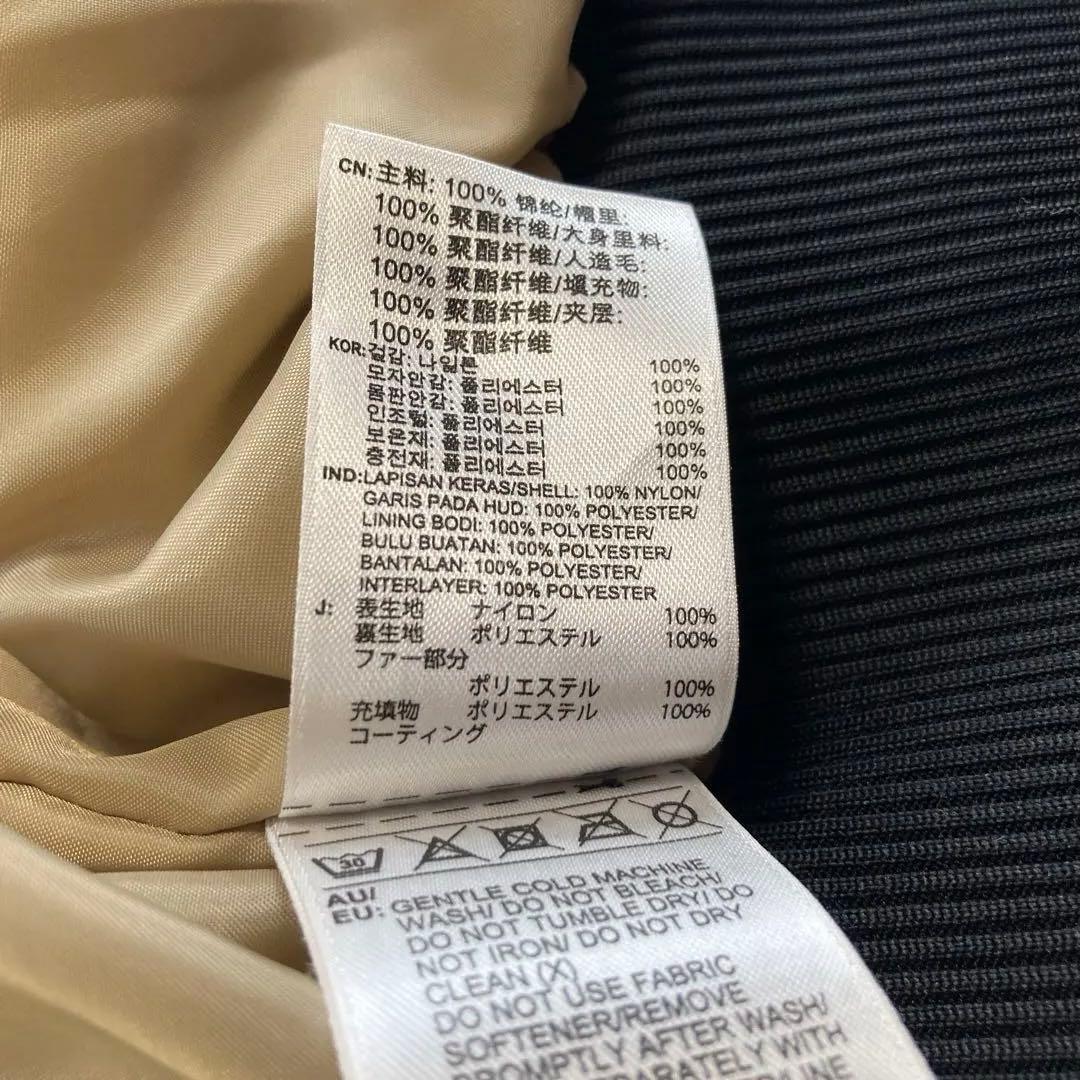 CN:主料: 100% 锦纶/帽里:
100% 聚酯纤维/大身里料:
100% 聚酯纤维/人造毛:
100% 聚酯纤维/填充物:
100% 聚酯纤维/夹层:
100% 聚酯纤维
KOR:겉감: 나일론 100%
모자안감: 폴리에스터 100%
몸판안감: 폴리에스터 100%
인조털: 폴리에스터 100%
보온재: 폴리에스터 100%
충전재: 폴리에스터 100%
IND:LAPISAN KERAS/SHELL: 100% NYLON/
GARIS PADA HUD: 100% POLYESTER/
LINING BODI: 100% POLYESTER/
BULU BUATAN: 100% POLYESTER/
BANTALAN: 100% POLYESTER/
INTERLAYER: 100% POLYESTER
J: 表生地 ナイロン 100%
裏生地 ポリエステル 100%
ファー部分
ポリエステル 100%
充填物 ポリエステル 100%
コーティング
30
AU/
EU: GENTLE COLD MACHINE
WASH/ DO NOT BLEACH/
DO NOT TUMBLE DRY/ DO
NOT IRON/ DO NOT DRY
CLEAN (X)
DO NOT USE FABRIC
SOFTENER/REMOVE
PROMPTLY AFTER WASH/
SEPARATELY WITH
LINE